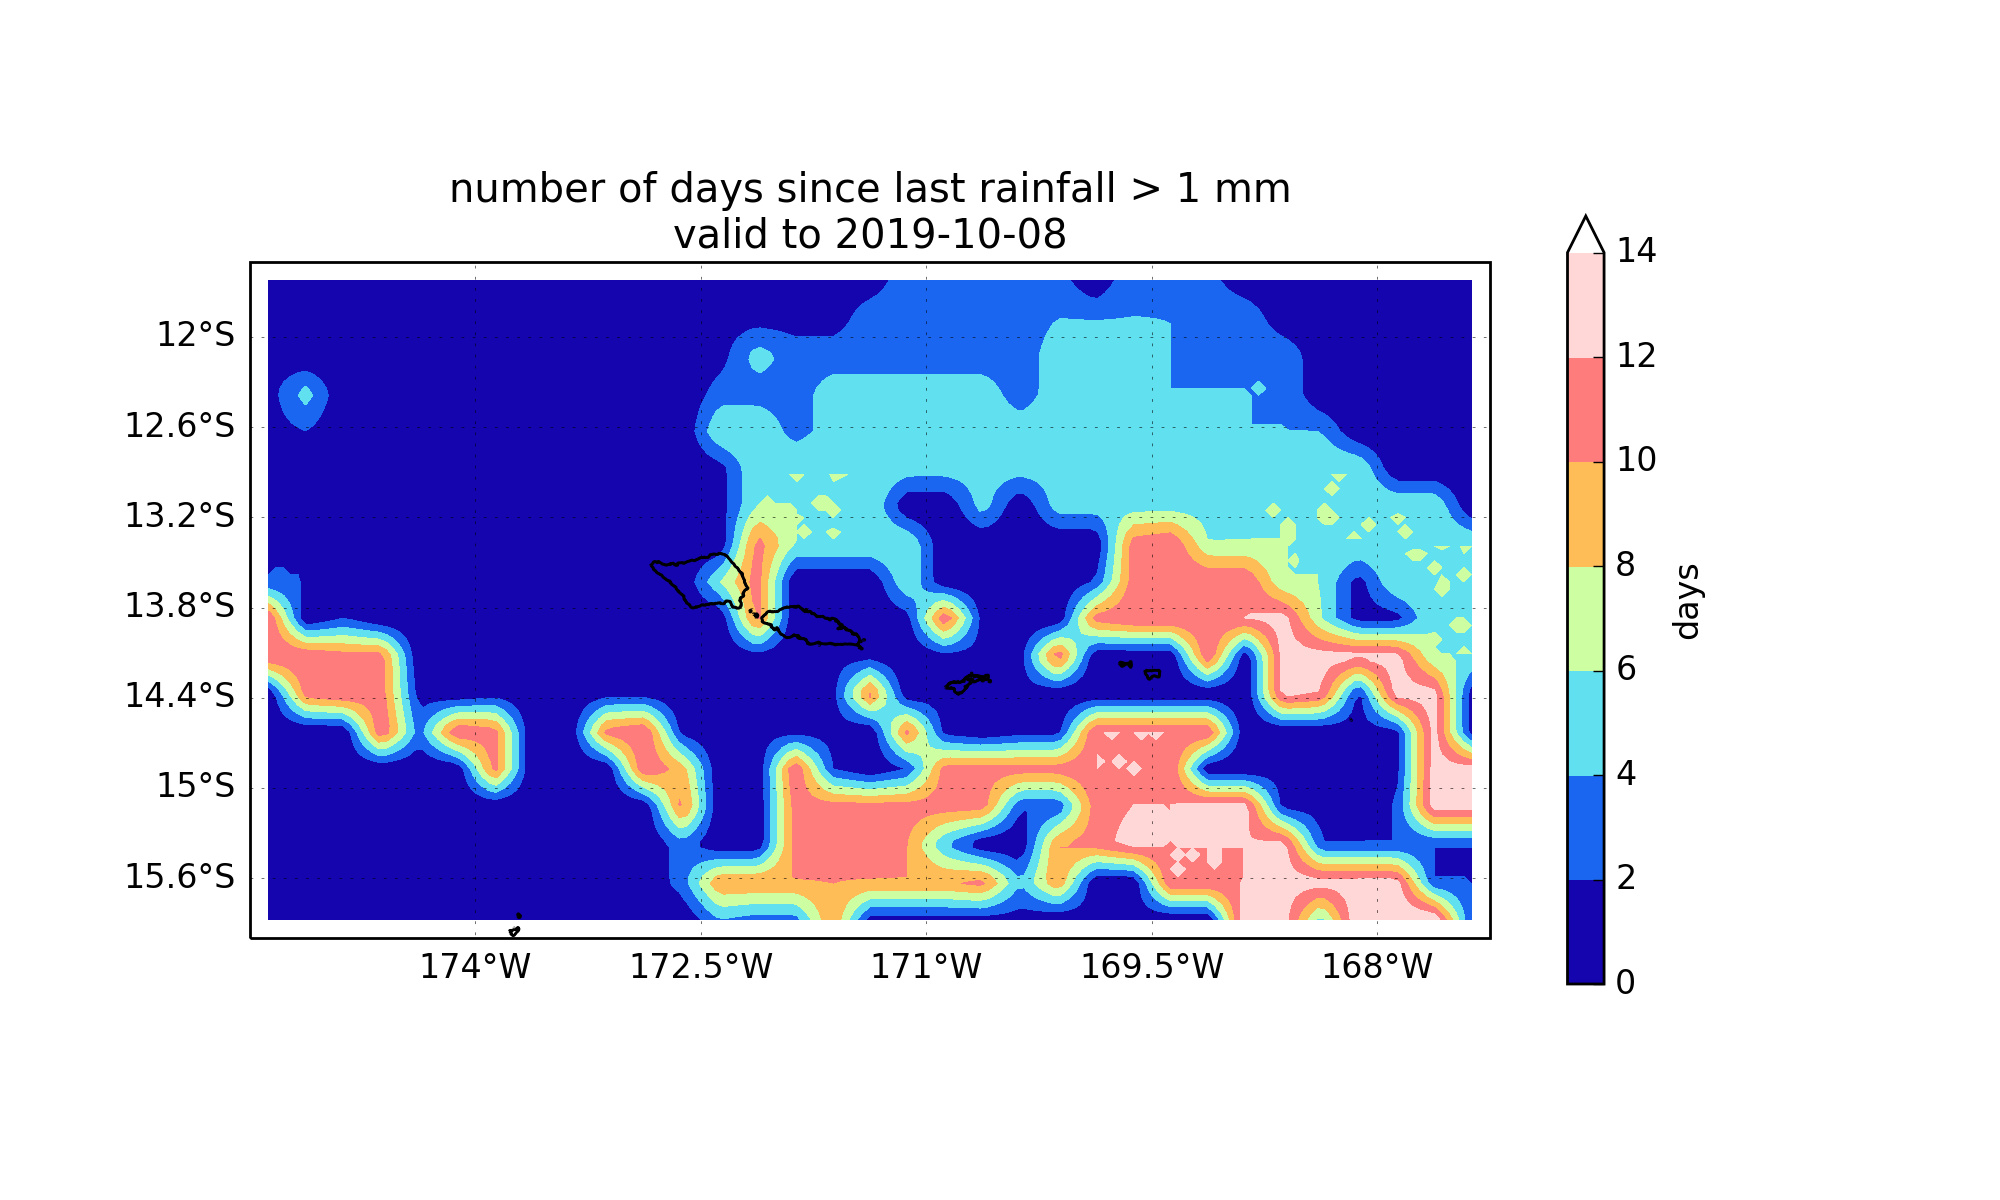 number of days since last rainfall > 1 mm
valid to 2019-10-08
12°S
12.6°S
13.2°S
13.8°S
14.4°S
15°S
15.6°S
174°W
172.5°W
171°W
169.5°W
168°W
14
12
10
8
6
4
2
0
days